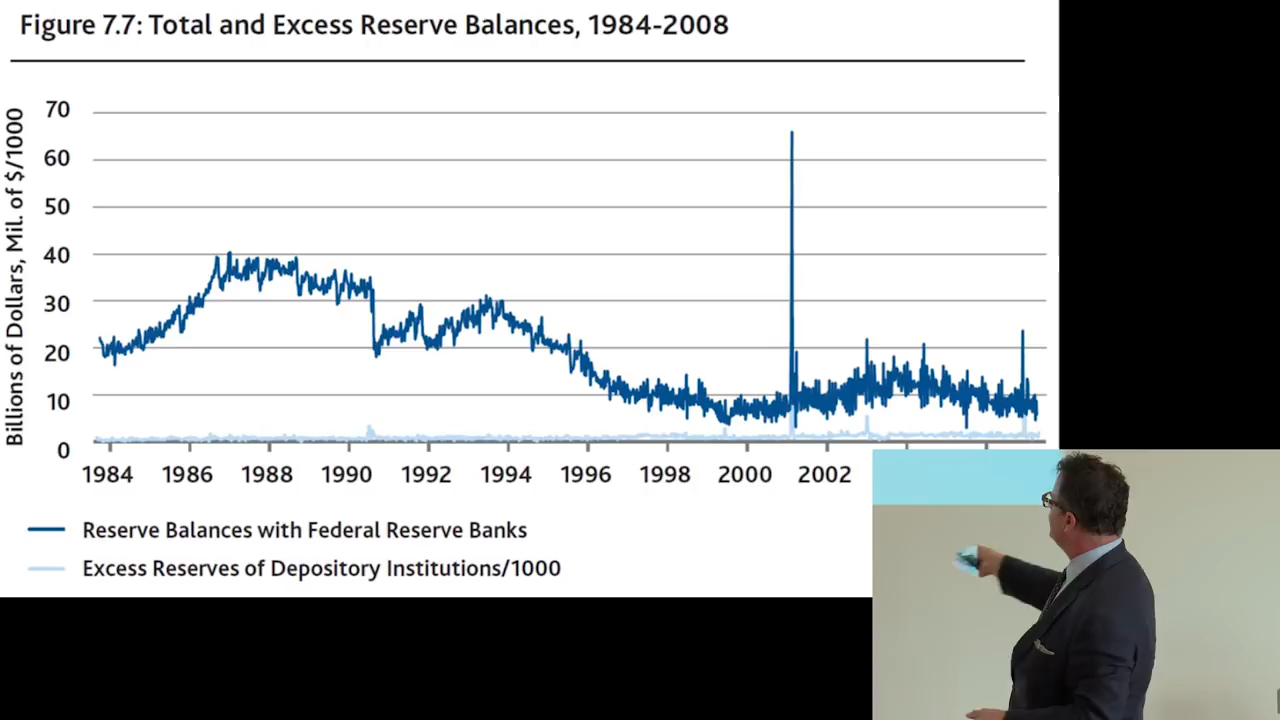 Figure 7.7: Total and Excess Reserve Balances, 1984-2008
Billions of Dollars, Mil. of $/1000
70
60
50
40
30
20
10
0
1984 1986 1988 1990 1992 1994 1996 1998 2000 2002
Reserve Balances with Federal Reserve Banks
Excess Reserves of Depository Institutions/1000